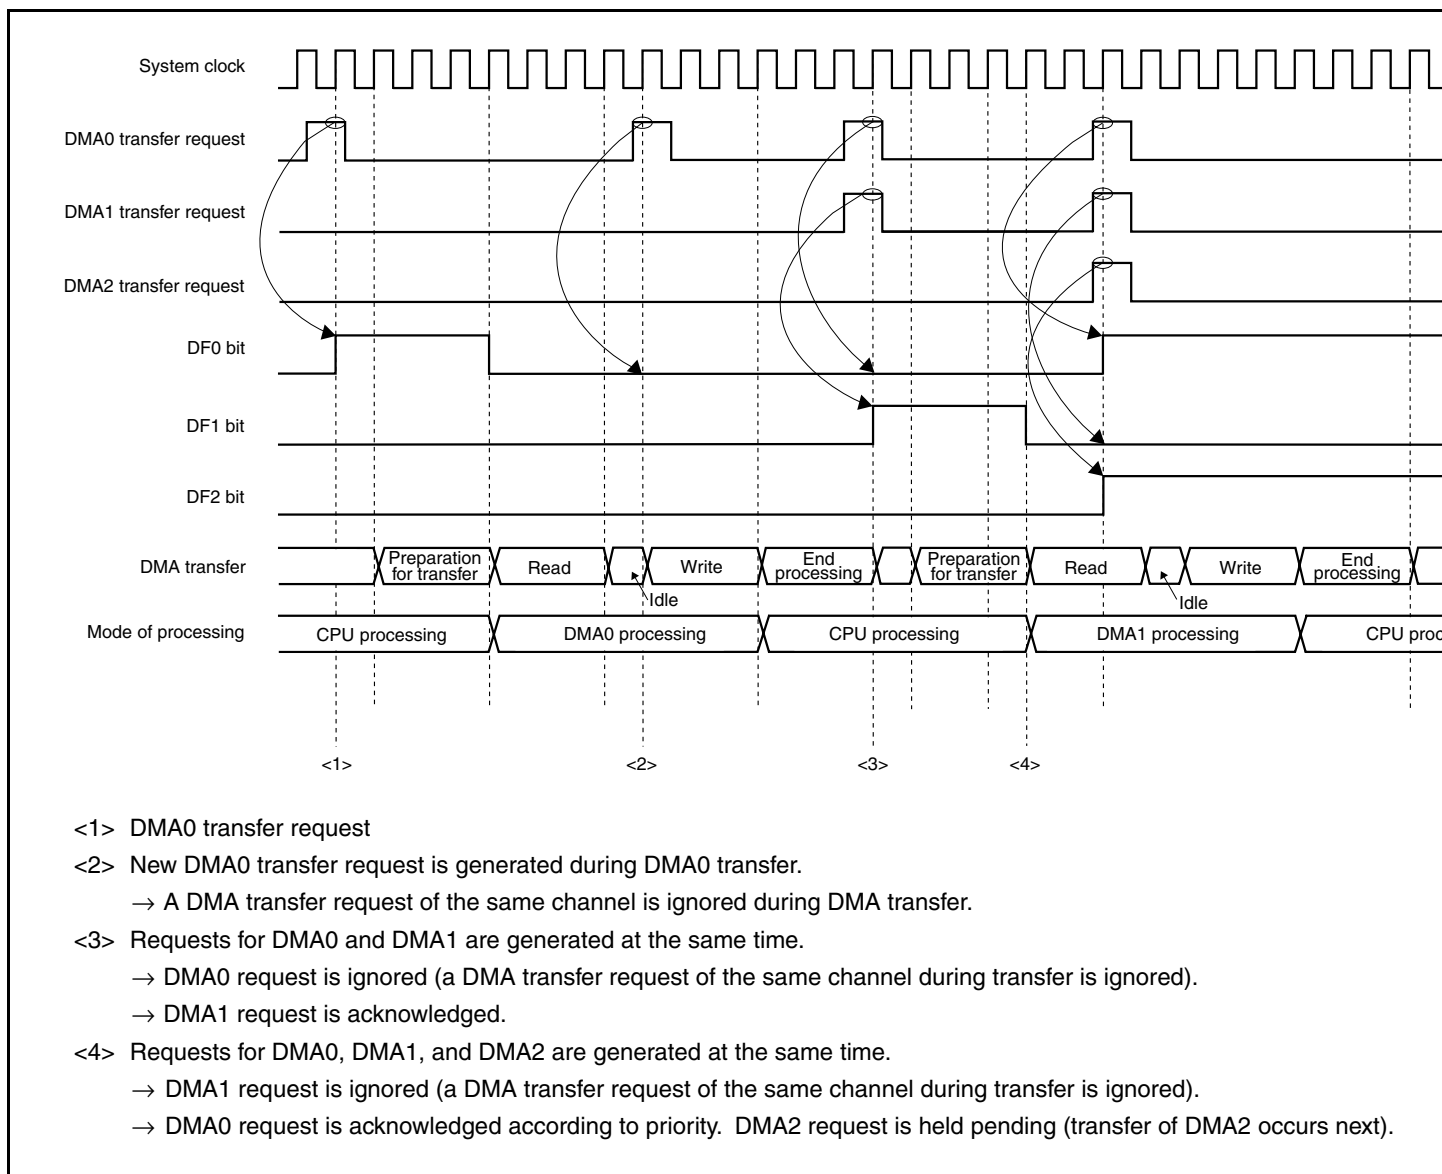 System clock
DMA0 transfer request
DMA1 transfer request
DMA2 transfer request
DF0 bit
DF1 bit
DF2 bit
DMA transfer
Preparation for transfer
Read
Idle
Write
End processing
Preparation for transfer
Read
Idle
Write
End processing
Mode of processing
CPU processing
DMA0 processing
CPU processing
DMA1 processing
CPU proc
<1>
<2>
<3>
<4>
<1> DMA0 transfer request
<2> New DMA0 transfer request is generated during DMA0 transfer.
→ A DMA transfer request of the same channel is ignored during DMA transfer.
<3> Requests for DMA0 and DMA1 are generated at the same time.
→ DMA0 request is ignored (a DMA transfer request of the same channel during transfer is ignored).
→ DMA1 request is acknowledged.
<4> Requests for DMA0, DMA1, and DMA2 are generated at the same time.
→ DMA1 request is ignored (a DMA transfer request of the same channel during transfer is ignored).
→ DMA0 request is acknowledged according to priority. DMA2 request is held pending (transfer of DMA2 occurs next).